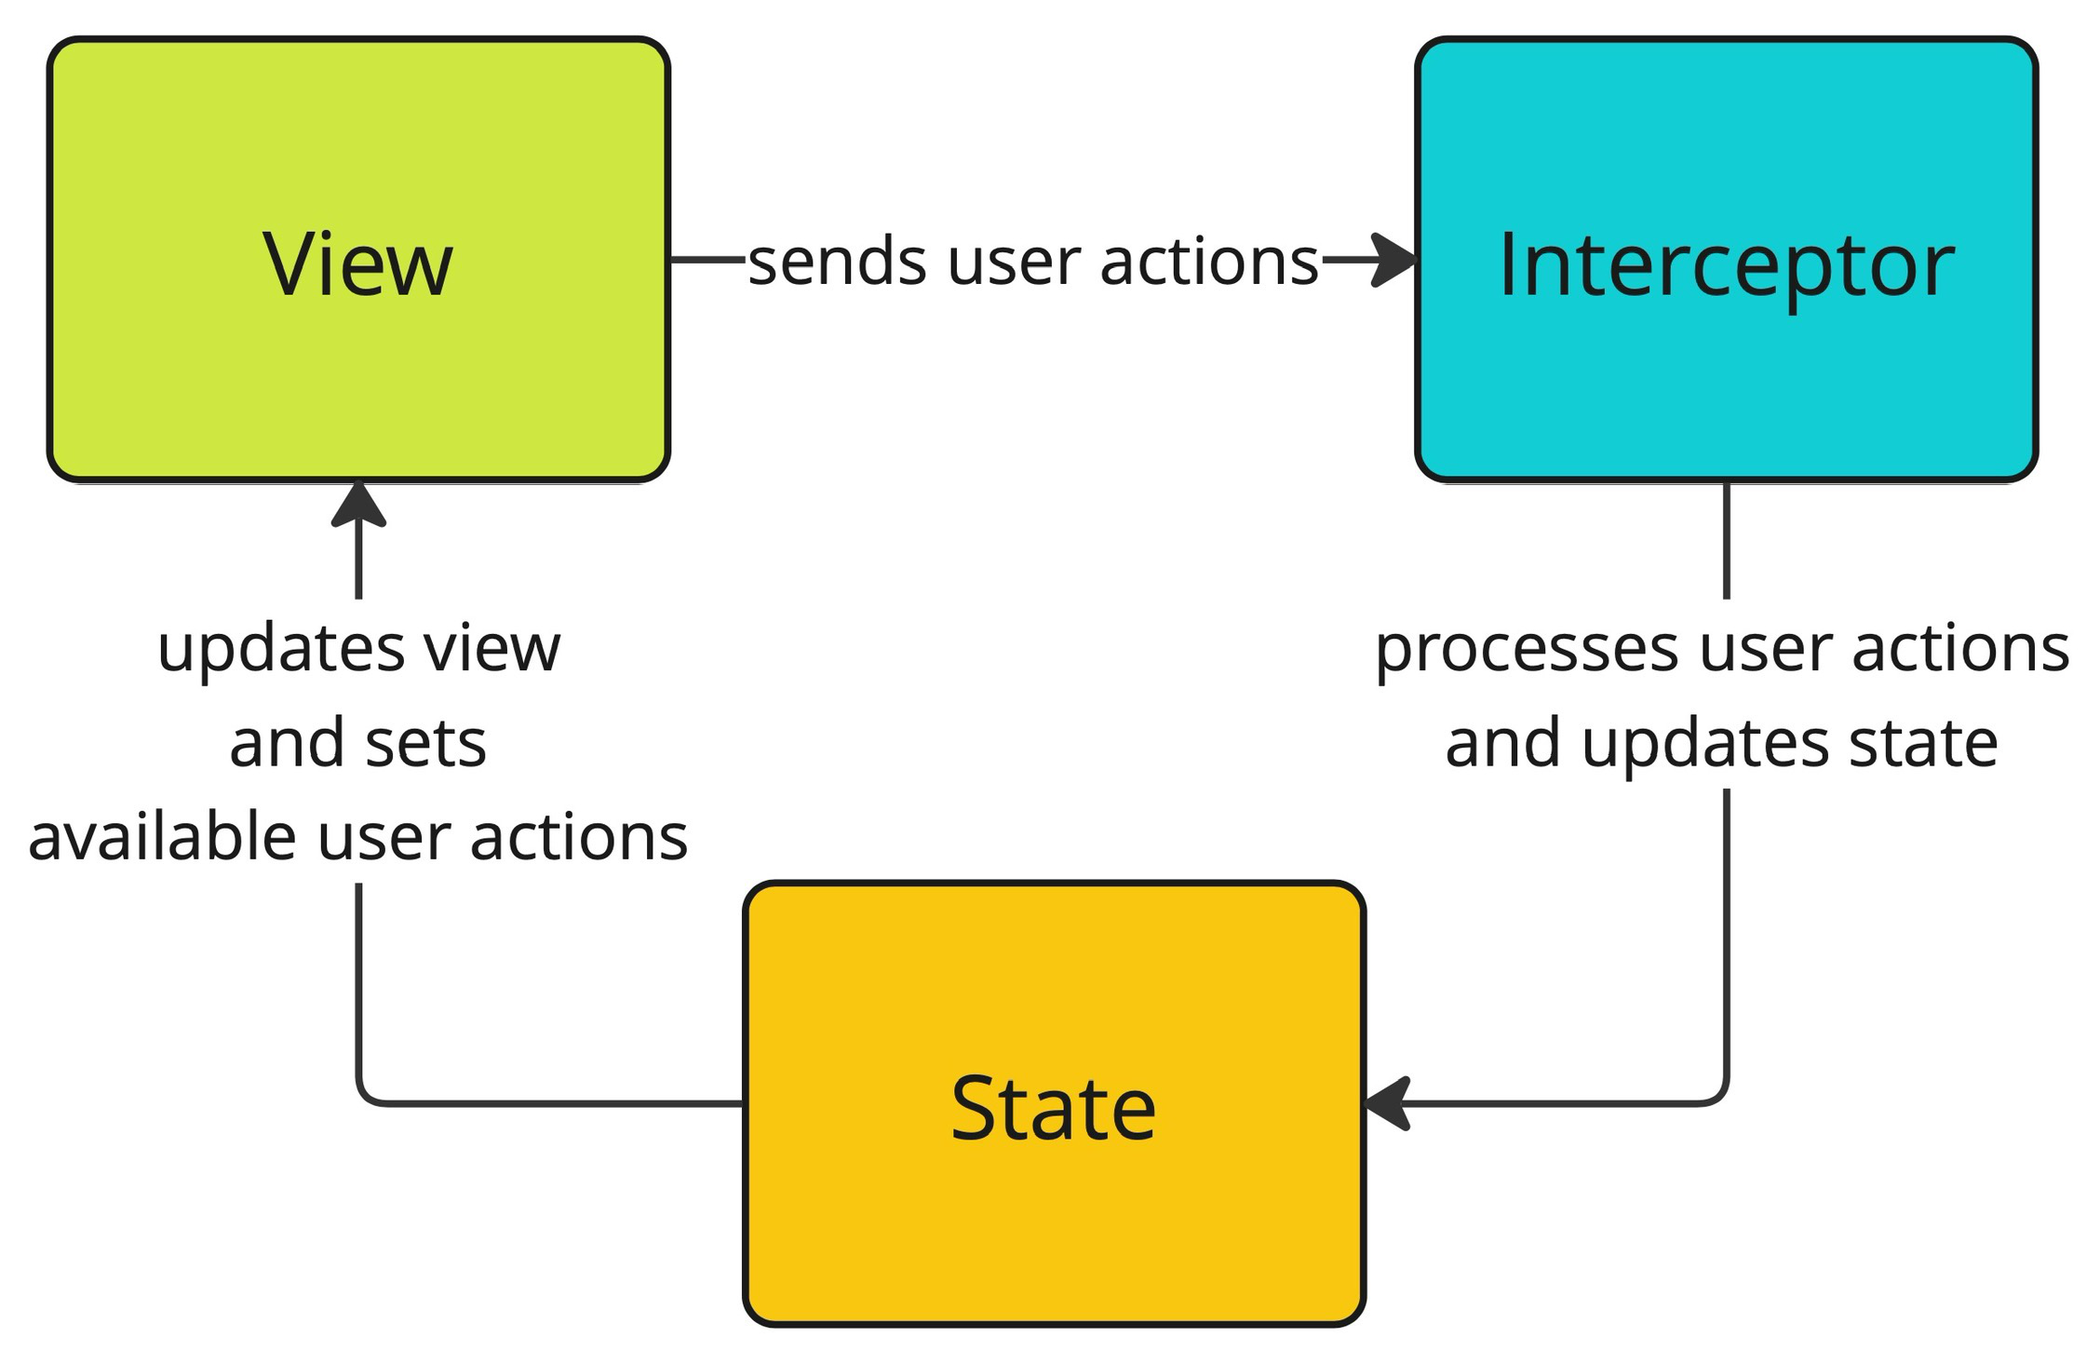 View
sends user actions
Interceptor
updates view
and sets
available user actions
processes user actions
and updates state
State